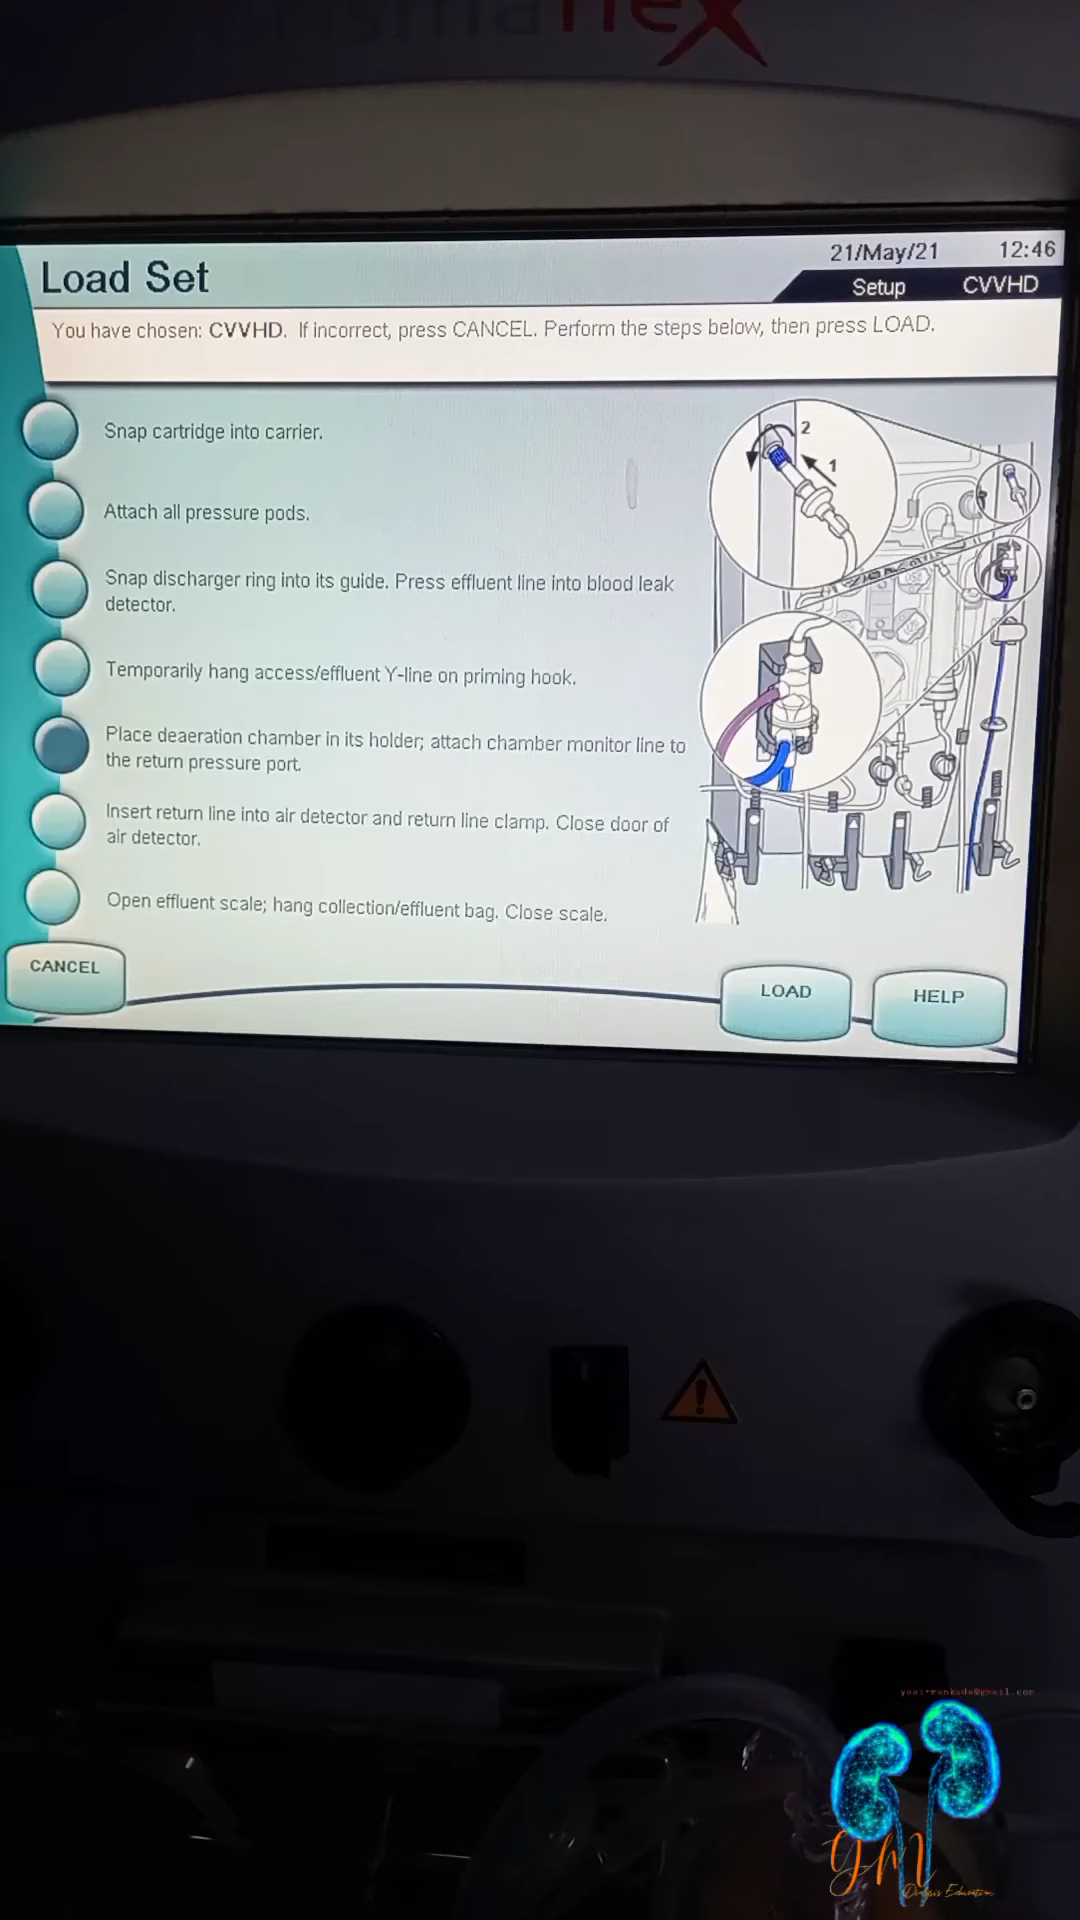 Load Set
21/May/21 12:46
Setup CVVHD
You have chosen: CVVHD. If incorrect, press CANCEL. Perform the steps below, then press LOAD.
Snap cartridge into carrier.
Attach all pressure pods.
Snap discharger ring into its guide. Press effluent line into blood leak
detector.
Temporarily hang access/effluent Y-line on priming hook.
Place deaeration chamber in its holder; attach chamber monitor line to
the return pressure port.
Insert return line into air detector and return line clamp. Close door of
air detector.
Open effluent scale; hang collection/effluent bag. Close scale.
2
1
CANCEL
LOAD
HELP
GM
Dialysis Education